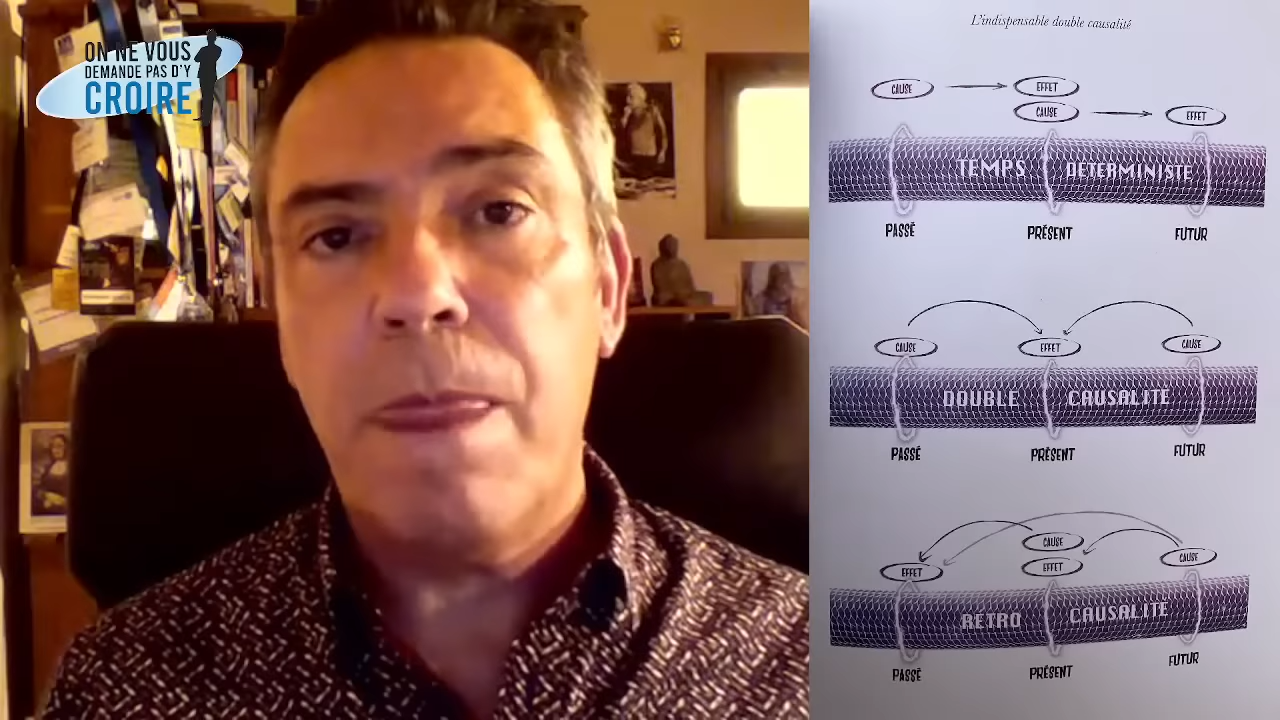 ON NE VOUS
DEMANDE PAS D'Y
CROIRE
L'indispensable double causalité
CAUSE
EFFET
CAUSE
EFFET
TEMPS DÉTERMINISTE
PASSÉ
PRÉSENT
FUTUR
CAUSE
EFFET
CAUSE
DOUBLE CAUSALITÉ
PASSÉ
PRÉSENT
FUTUR
CAUSE
EFFET
EFFET
CAUSE
RÉTRO CAUSALITÉ
PASSÉ
PRÉSENT
FUTUR